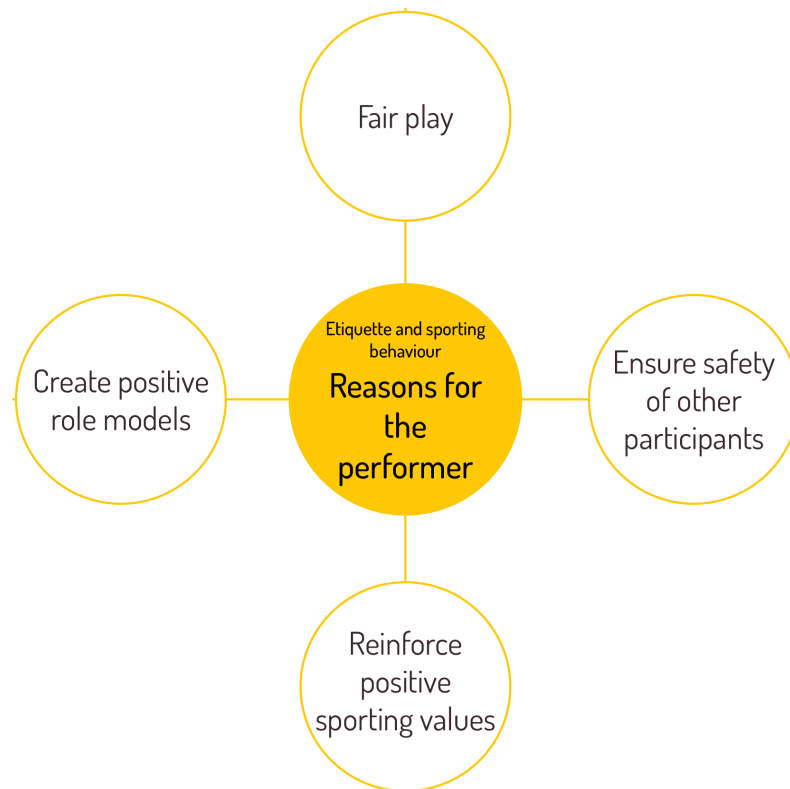 Fair play
Etiquette and sporting
behaviour
Reasons for
the
performer
Create positive
role models
Ensure safety
of other
participants
Reinforce
positive
sporting values